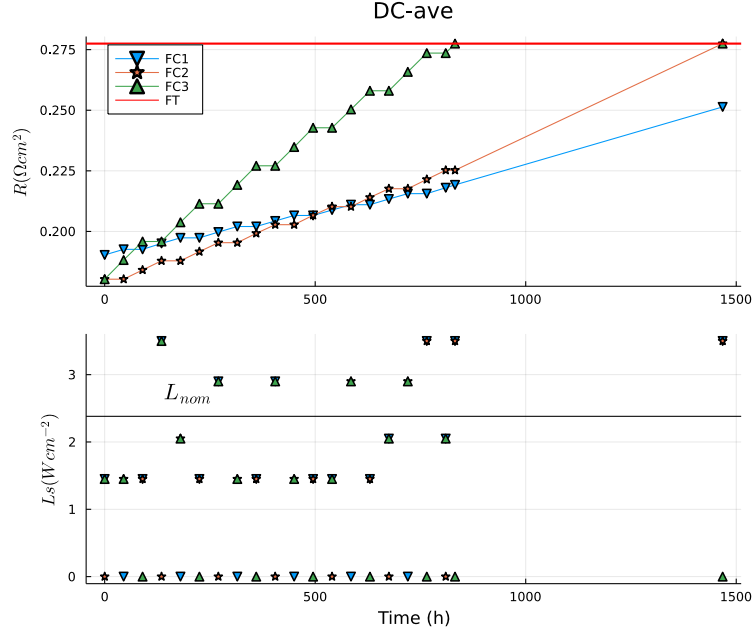 DC-ave
R(Ωcm²)
0.275
0.250
0.225
0.200
FC1
FC2
FC3
FT
0 500 1000 1500
Ls(Wcm⁻²)
3
2
1
0
L_nom
0 500 1000 1500
Time (h)